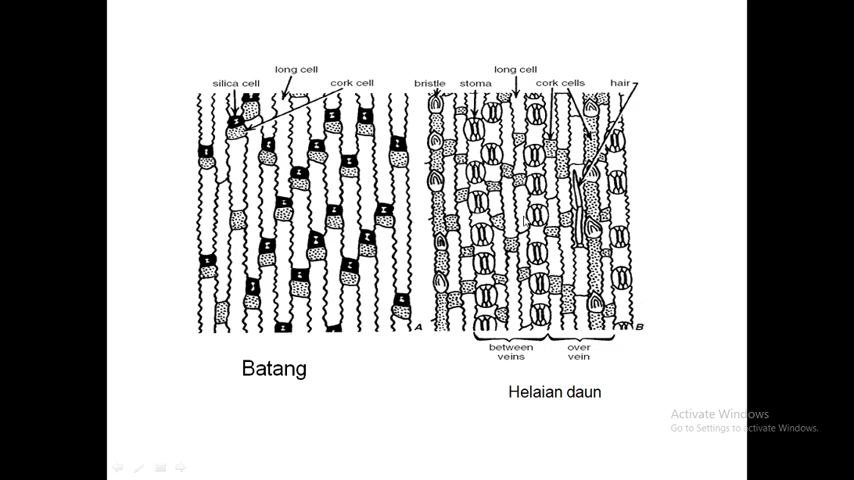 long cell
silica cell
cork cell
long cell
bristle
stoma
cork cells
hair
A
B
between
veins
over
vein
Batang
Helaian daun
Activate Windows
Go to Settings to activate Windows.